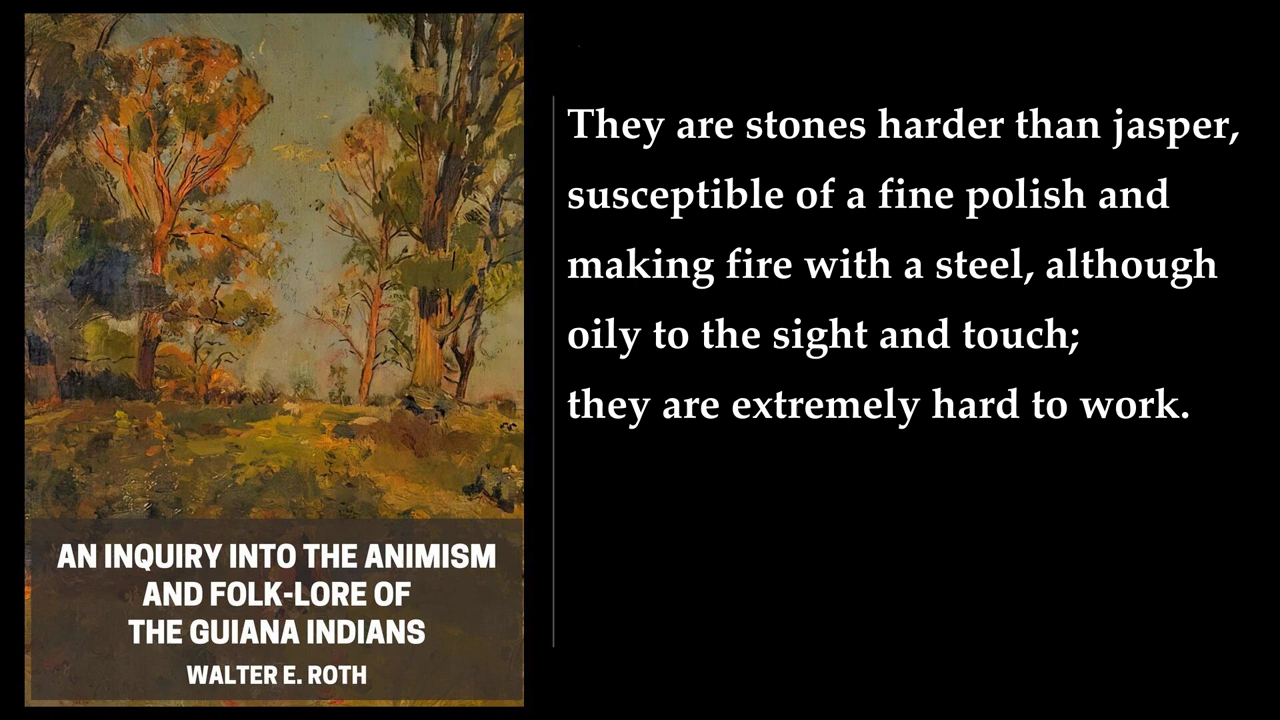 They are stones harder than jasper,
susceptible of a fine polish and
making fire with a steel, although
oily to the sight and touch;
they are extremely hard to work.
AN INQUIRY INTO THE ANIMISM
AND FOLK-LORE OF
THE GUIANA INDIANS
WALTER E. ROTH